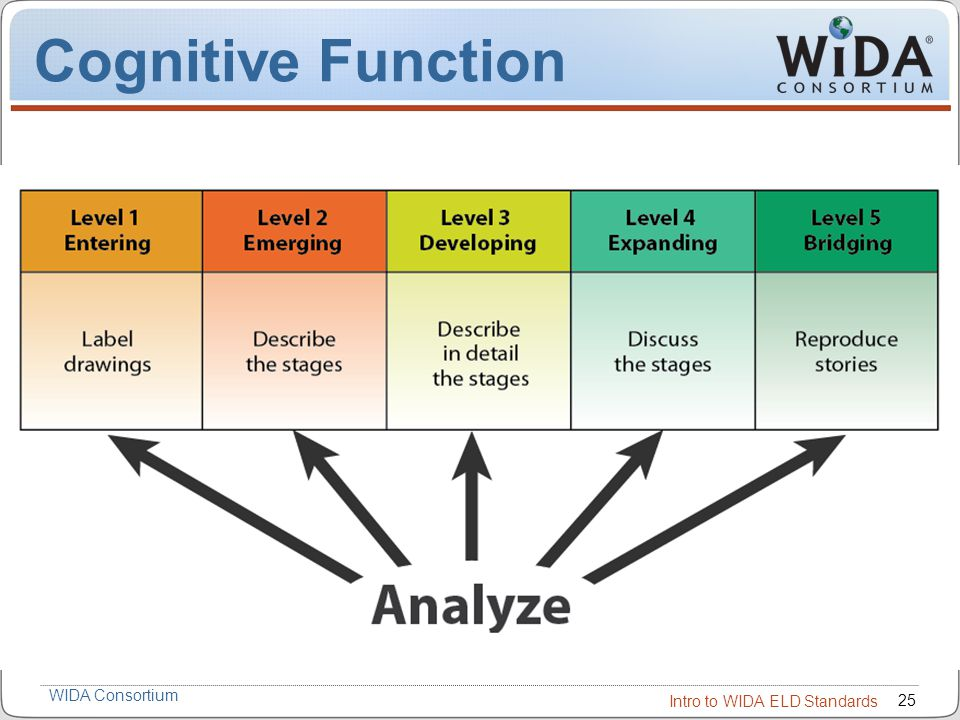 Cognitive Function
WiDA®
CONSORTIUM
Level 1
Entering
Level 2
Emerging
Level 3
Developing
Level 4
Expanding
Level 5
Bridging
Label
drawings
Describe
the stages
Describe
in detail
the stages
Discuss
the stages
Reproduce
stories
Analyze
WIDA Consortium
Intro to WIDA ELD Standards 25